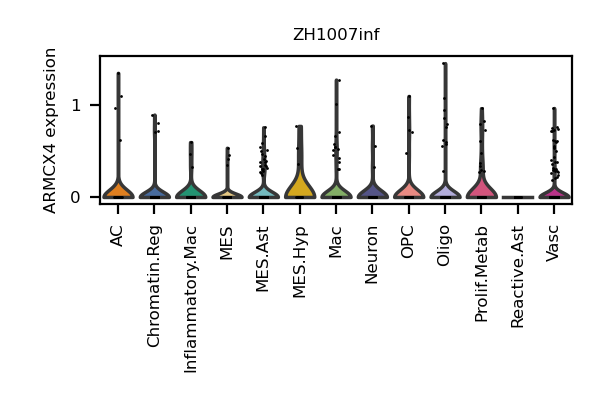 ZH1007inf
ARMCX4 expression
1
0
AC
Chromatin.Reg
Inflammatory.Mac
MES
MES.Ast
MES.Hyp
Mac
Neuron
OPC
Oligo
Prolif.Metab
Reactive.Ast
Vasc